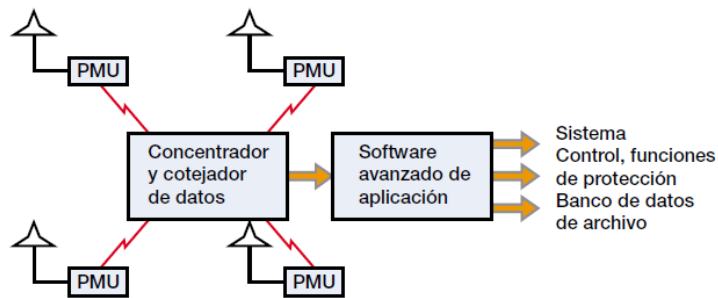 PMU
PMU
Concentrador
y cotejador
de datos
Software
avanzado de
aplicación
Sistema
Control, funciones
de protección
Banco de datos
de archivo
PMU
PMU